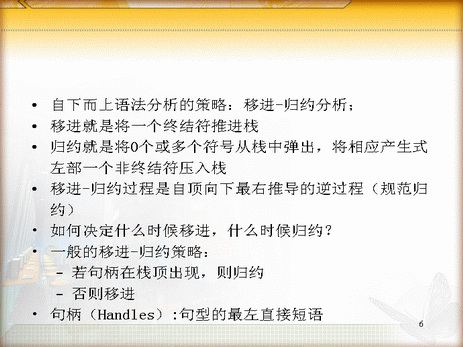 • 自下而上语法分析的策略：移进-归约分析；
• 移进就是将一个终结符推进栈
• 归约就是将0个或多个符号从栈中弹出，将相应产生式
左部一个非终结符压入栈
• 移进-归约过程是自顶向下最右推导的逆过程（规范归
约）
• 如何决定什么时候移进，什么时候归约？
• 一般的移进-归约策略：
– 若句柄在栈顶出现，则归约
– 否则移进
• 句柄（Handles）:句型的最左直接短语
6